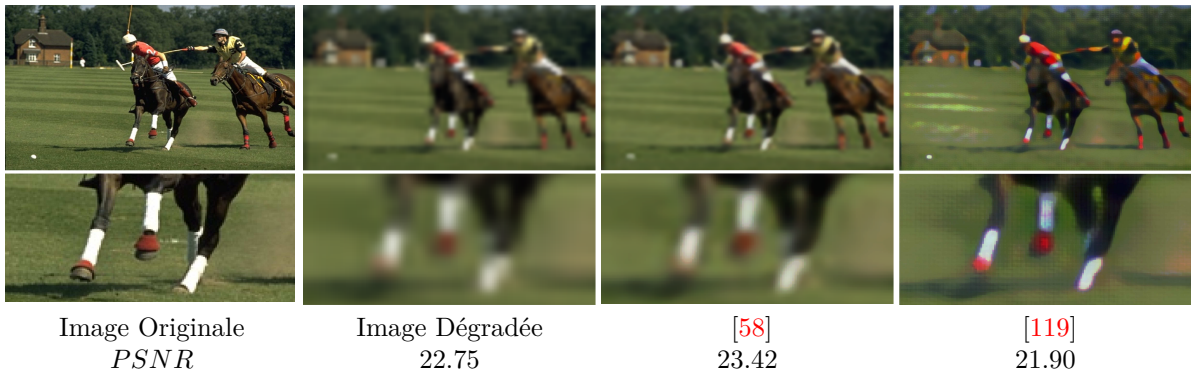 Image Originale Image Dégradée [58] [119]
PSNR 22.75 23.42 21.90